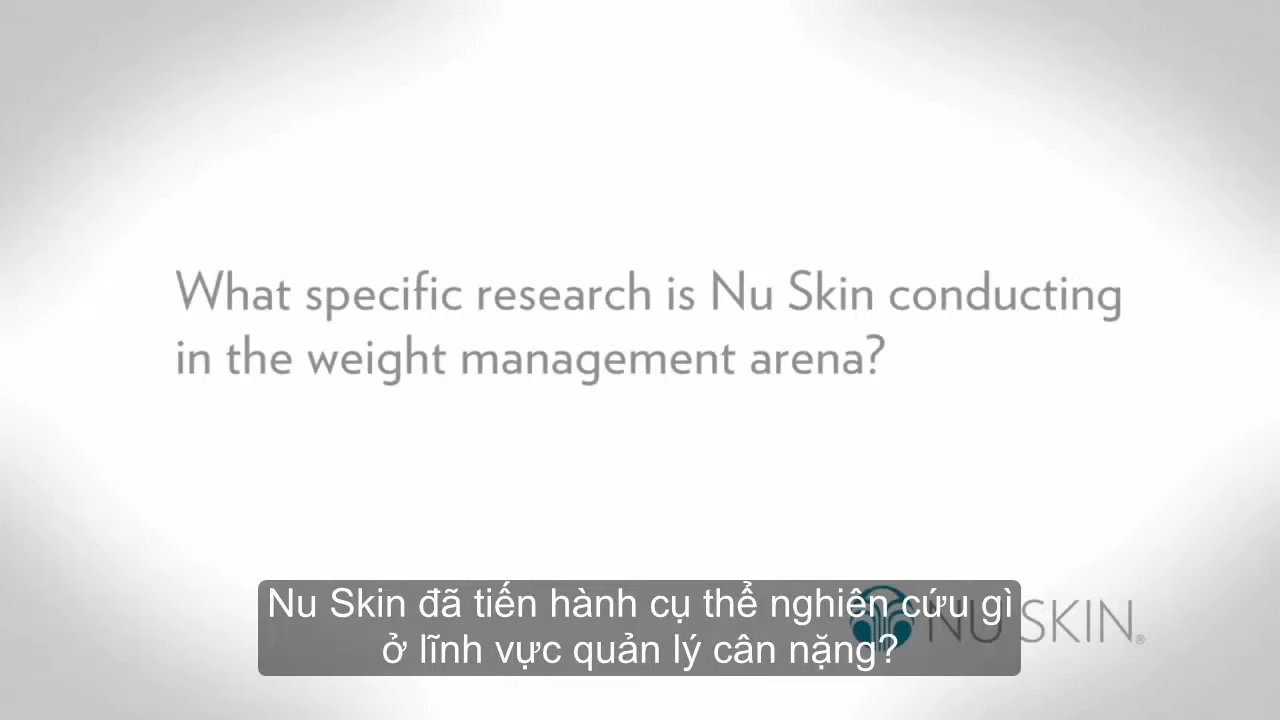 What specific research is Nu Skin conducting
in the weight management arena?
Nu Skin đã tiến hành cụ thể nghiên cứu gì
ở lĩnh vực quản lý cân nặng?
NU SKIN®